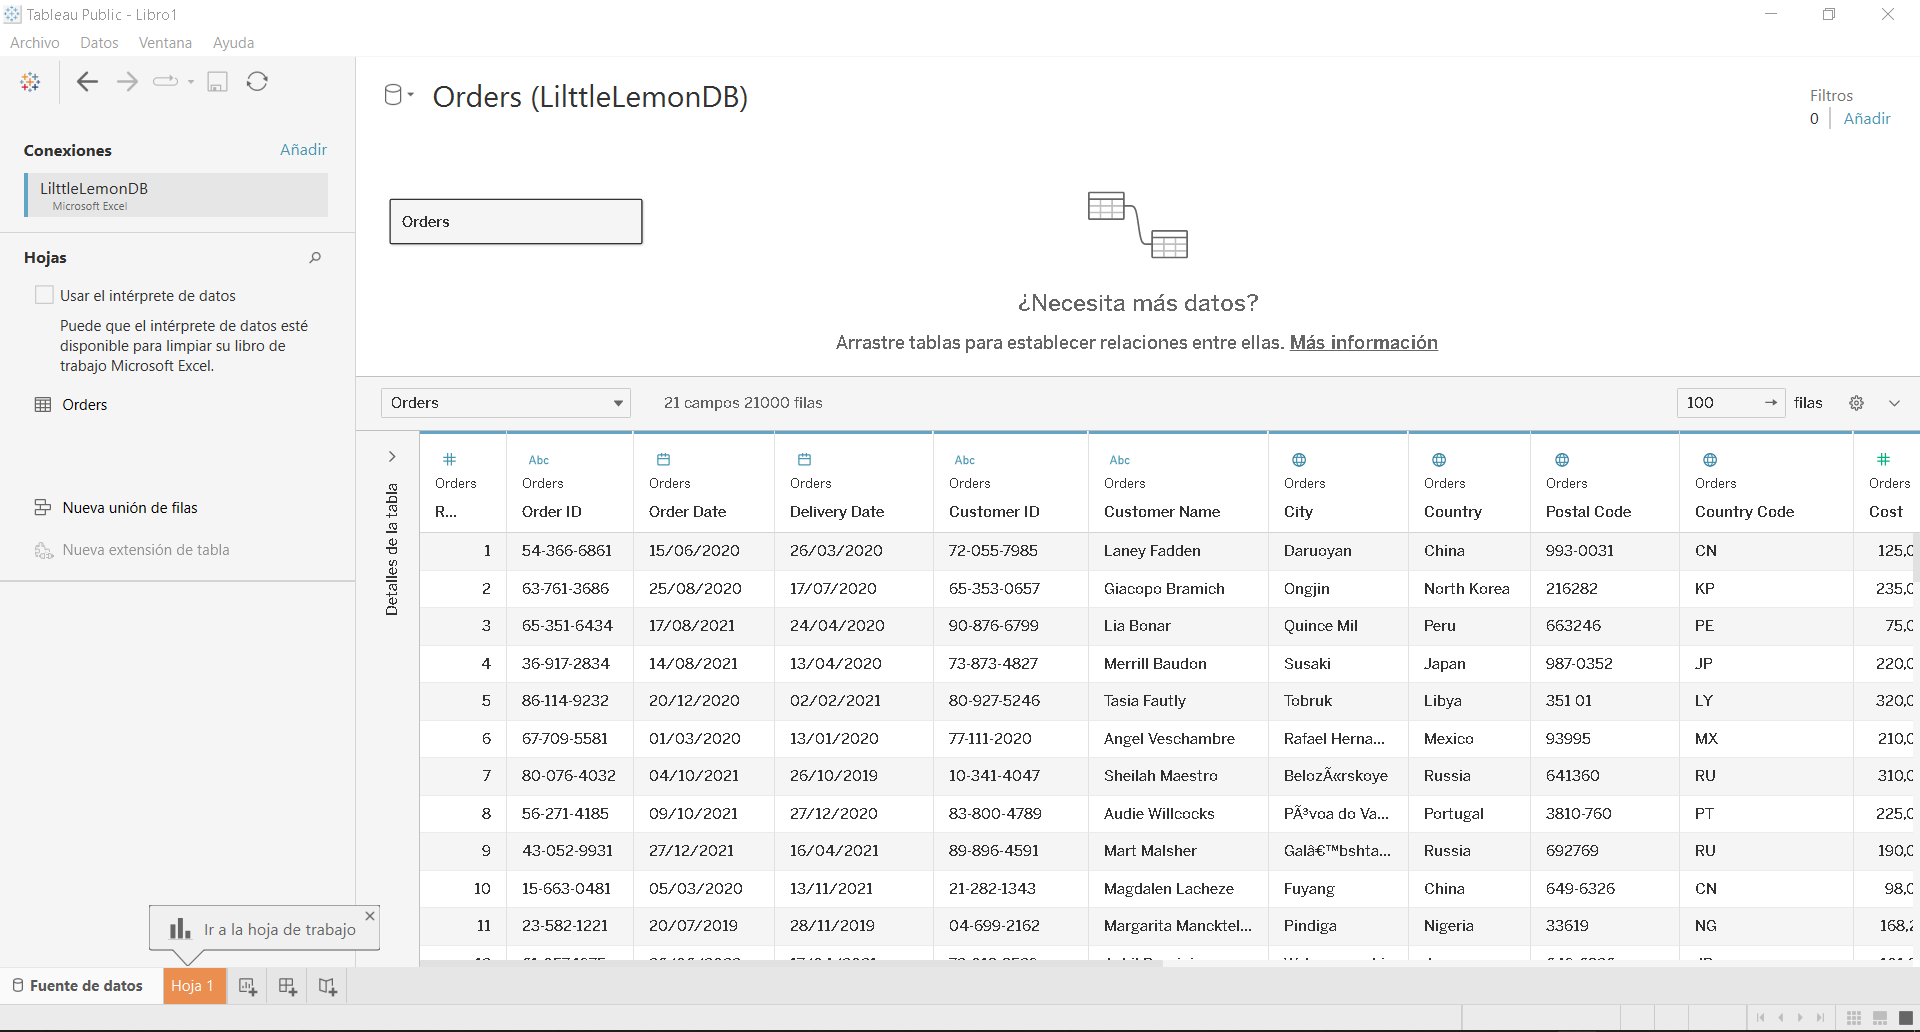 Tableau Public - Libro1
Archivo Datos Ventana Ayuda
Conexiones Añadir
LilttleLemonDB
Microsoft Excel
Hojas
Usar el intérprete de datos
Puede que el intérprete de datos esté
disponible para limpiar su libro de
trabajo Microsoft Excel.
Orders
Nueva unión de filas
Nueva extensión de tabla
Orders (LilttleLemonDB)
Filtros
0 Añadir
Orders
¿Necesita más datos?
Arrastre tablas para establecer relaciones entre ellas. Más información
Orders 21 campos 21000 filas 100 filas
Detalles de la tabla
# Abc Abc Abc #
Orders Orders Orders Orders Orders Orders Orders Orders Orders Orders Orders
R... Order ID Order Date Delivery Date Customer ID Customer Name City Country Postal Code Country Code Cost
1 54-366-6861 15/06/2020 26/03/2020 72-055-7985 Laney Fadden Daruoyan China 993-0031 CN 125,0
2 63-761-3686 25/08/2020 17/07/2020 65-353-0657 Giacopo Bramich Ongjin North Korea 216282 KP 235,0
3 65-351-6434 17/08/2021 24/04/2020 90-876-6799 Lia Bonar Quince Mil Peru 663246 PE 75,0
4 36-917-2834 14/08/2021 13/04/2020 73-873-4827 Merrill Baudon Susaki Japan 987-0352 JP 220,0
5 86-114-9232 20/12/2020 02/02/2021 80-927-5246 Tasia Fautly Tobruk Libya 351 01 LY 320,0
6 67-709-5581 01/03/2020 13/01/2020 77-111-2020 Angel Veschambre Rafael Herna... Mexico 93995 MX 210,0
7 80-076-4032 04/10/2021 26/10/2019 10-341-4047 Sheilah Maestro BelozÃ«rskoye Russia 641360 RU 310,0
8 56-271-4185 09/10/2021 27/12/2020 83-800-4789 Audie Willcocks PÃ³voa do Va... Portugal 3810-760 PT 225,0
9 43-052-9931 27/12/2021 16/04/2021 89-896-4591 Mart Malsher Galâ€™bshta... Russia 692769 RU 190,0
10 15-663-0481 05/03/2020 13/11/2021 21-282-1343 Magdalen Lacheze Fuyang China 649-6326 CN 98,0
11 23-582-1221 20/07/2019 28/11/2019 04-699-2162 Margarita Mancktel... Pindiga Nigeria 33619 NG 168,2
Ir a la hoja de trabajo
Fuente de datos Hoja 1